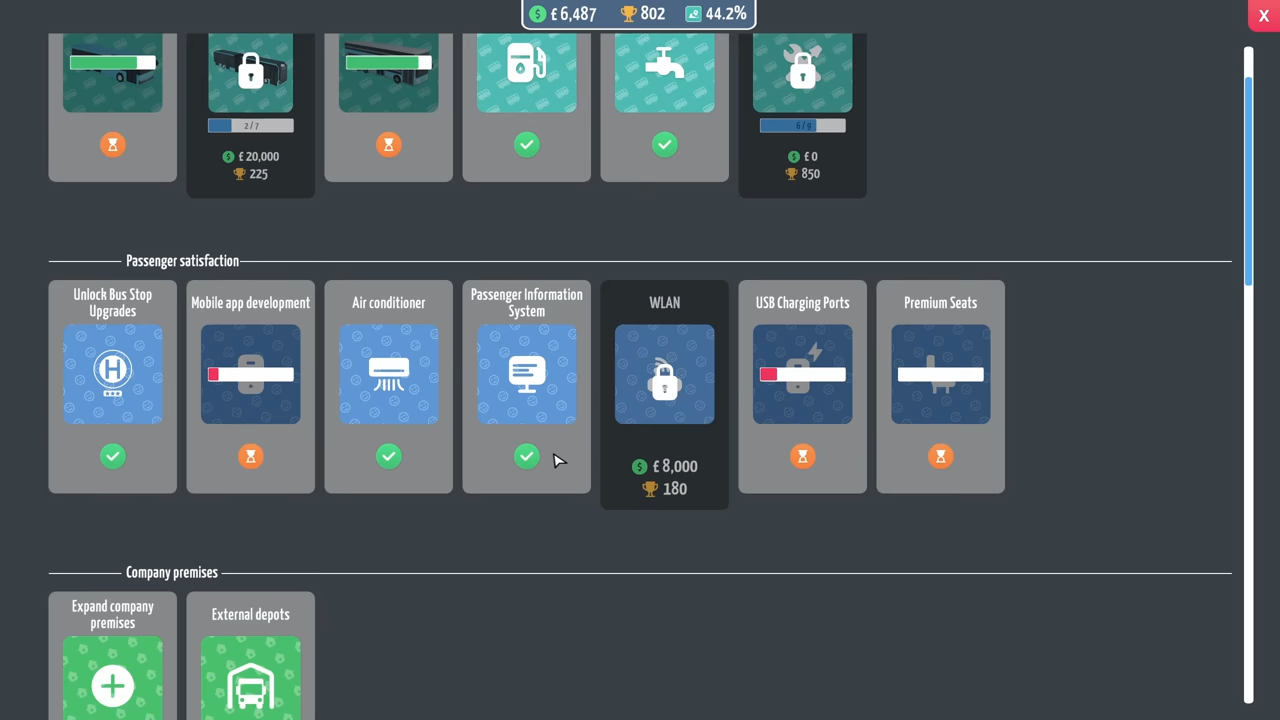 £ 6,487 802 44.2%
X
2 / 7
6 / 9
£ 20,000
£ 0
225
850
Passenger satisfaction
Unlock Bus Stop Upgrades
Mobile app development
Air conditioner
Passenger Information System
WLAN
USB Charging Ports
Premium Seats
H
£ 8,000
180
Company premises
Expand company premises
External depots